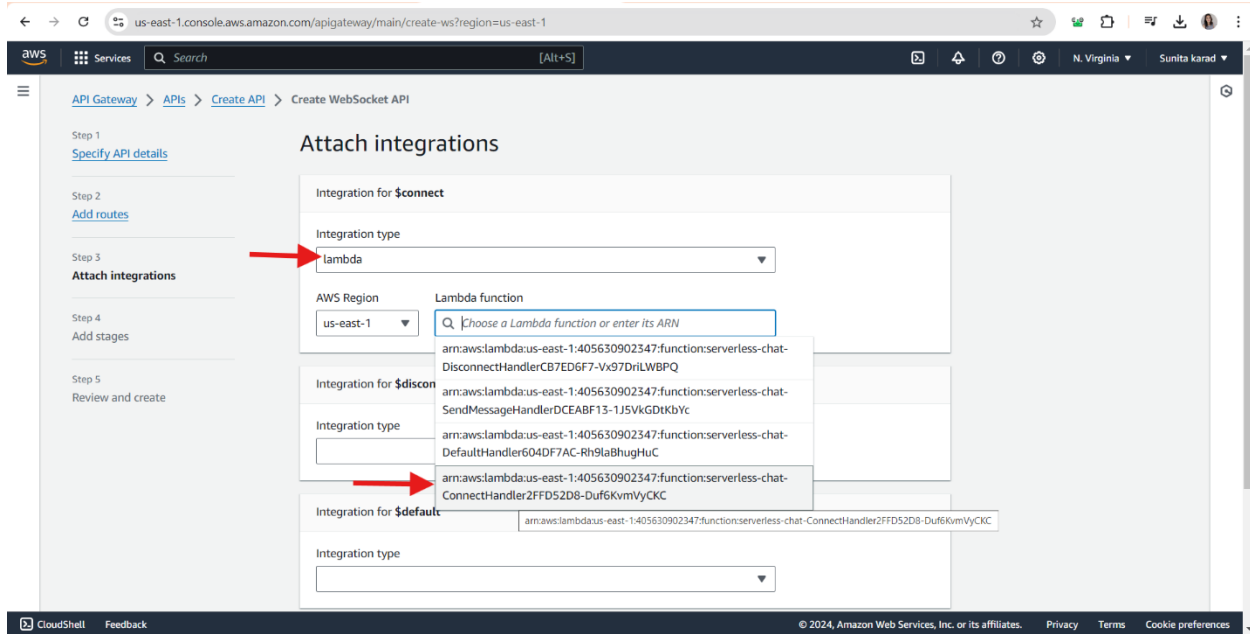 us-east-1.console.aws.amazon.com/apigateway/main/create-ws?region=us-east-1
aws
Services
Search
[Alt+S]
N. Virginia
Sunita karad
API Gateway > APIs > Create API > Create WebSocket API
Step 1
Specify API details
Step 2
Add routes
Step 3
Attach integrations
Step 4
Add stages
Step 5
Review and create
Attach integrations
Integration for $connect
Integration type
lambda
AWS Region
Lambda function
us-east-1
Choose a Lambda function or enter its ARN
arn:aws:lambda:us-east-1:405630902347:function:serverless-chat-
DisconnectHandlerCB7ED6F7-Vx97DriLWBPQ
arn:aws:lambda:us-east-1:405630902347:function:serverless-chat-
SendMessageHandlerDCEABF13-1J5VkGDtKbYc
arn:aws:lambda:us-east-1:405630902347:function:serverless-chat-
DefaultHandler604DF7AC-Rh9laBhugHuC
arn:aws:lambda:us-east-1:405630902347:function:serverless-chat-
ConnectHandler2FFD52D8-Duf6KvmVyCKC
arn:aws:lambda:us-east-1:405630902347:function:serverless-chat-ConnectHandler2FFD52D8-Duf6KvmVyCKC
Integration for $discon
Integration type
Integration for $default
Integration type
CloudShell
Feedback
© 2024, Amazon Web Services, Inc. or its affiliates.
Privacy
Terms
Cookie preferences